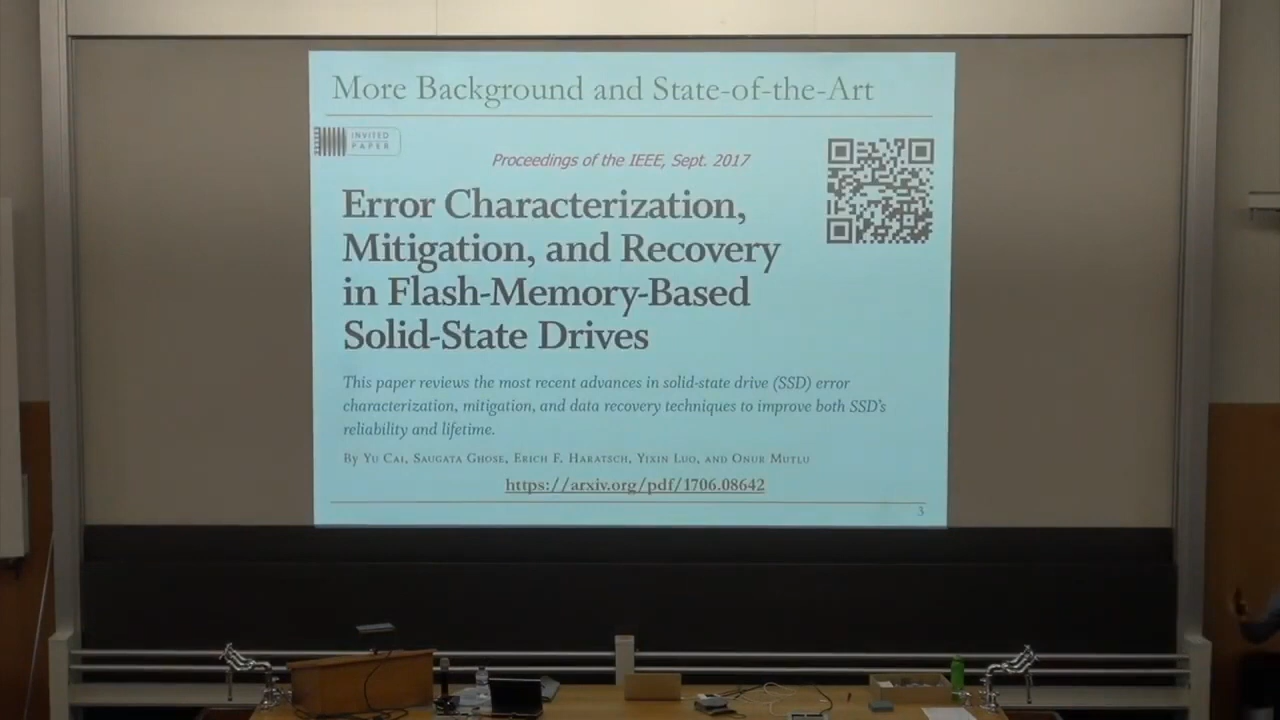 More Background and State-of-the-Art
INVITED
PAPER
Proceedings of the IEEE, Sept. 2017
Error Characterization,
Mitigation, and Recovery
in Flash-Memory-Based
Solid-State Drives
This paper reviews the most recent advances in solid-state drive (SSD) error
characterization, mitigation, and data recovery techniques to improve both SSD's
reliability and lifetime.
By Yu Cai, Saugata Ghose, Erich F. Haratsch, Yixin Luo, and Onur Mutlu
https://arxiv.org/pdf/1706.08642
3